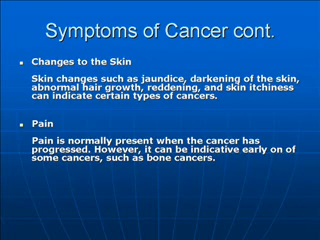 Symptoms of Cancer cont.
Changes to the Skin
Skin changes such as jaundice, darkening of the skin,
abnormal hair growth, reddening, and skin itchiness
can indicate certain types of cancers.
Pain
Pain is normally present when the cancer has
progressed. However, it can be indicative early on of
some cancers, such as bone cancers.